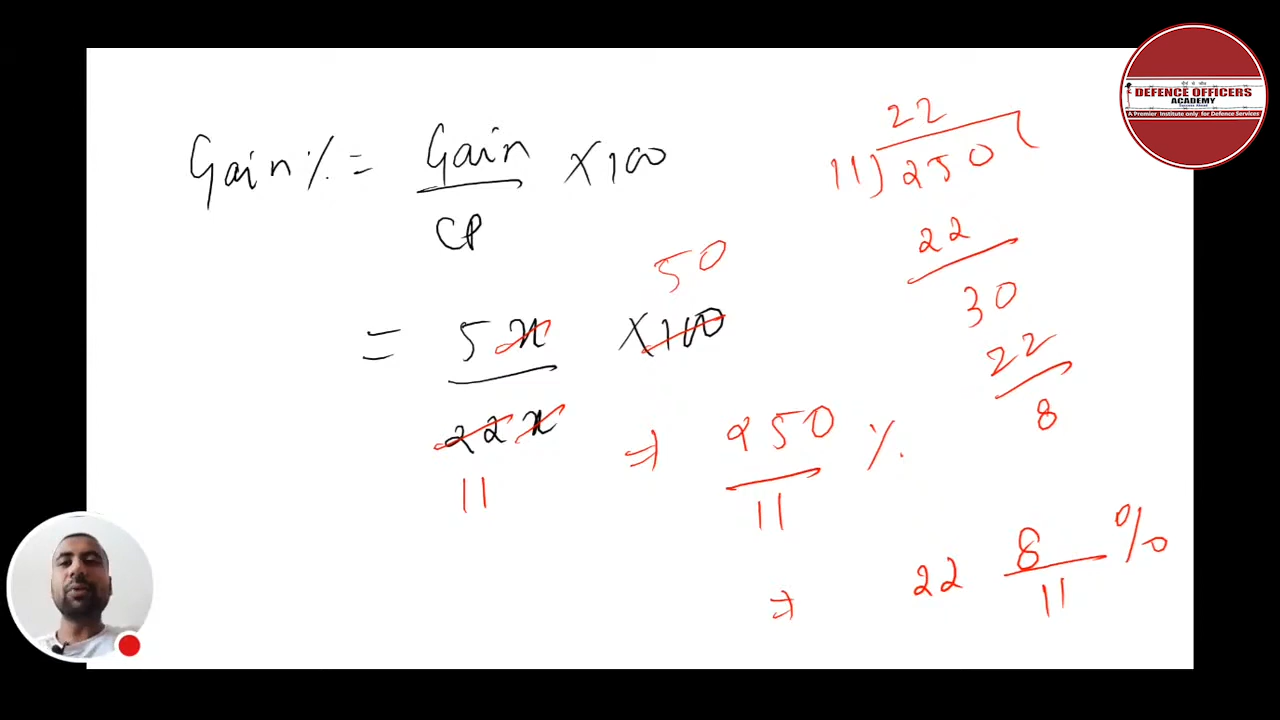 Gain % = Gain × 100
CP
= 5x × 100
22x
50
11
⇒ 250 %
11
⇒ 22 8 %
11
22
11)250
22
30
22
8
DEFENCE OFFICERS
ACADEMY
A Premier Institute only for Defence Services